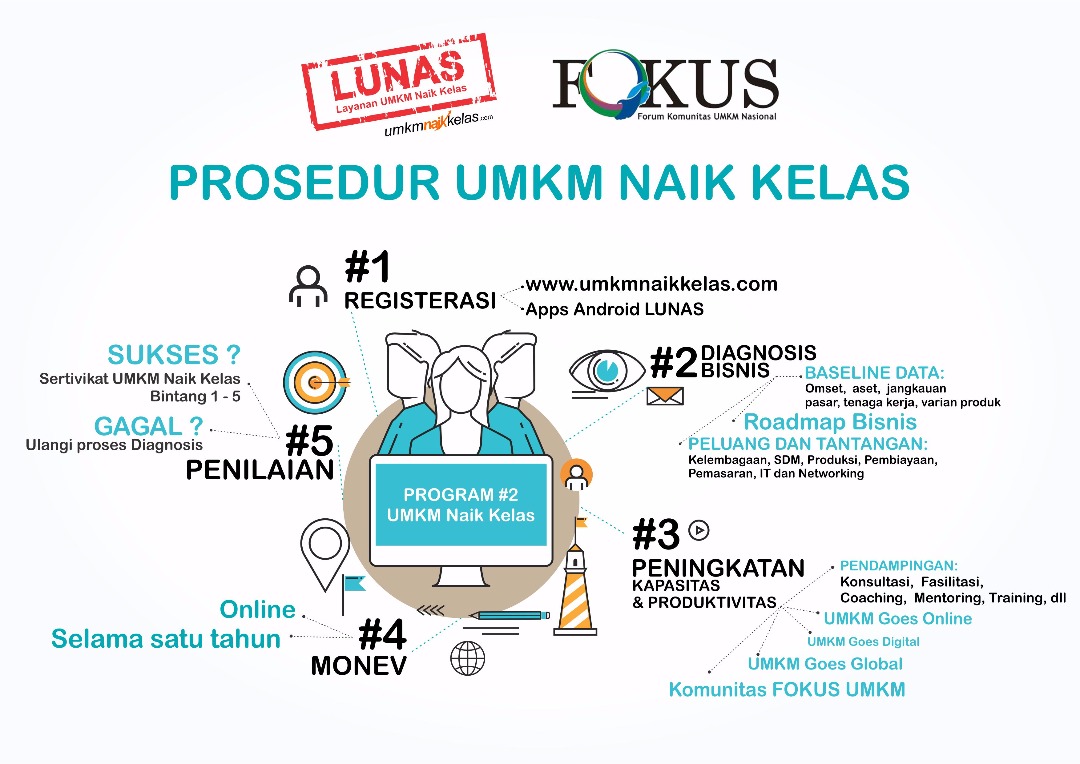 LUNAS
Layanan UMKM Naik Kelas
umkmnaikkelas.com
FOKUS
Forum Komunitas UMKM Nasional
PROSEDUR UMKM NAIK KELAS
#1
REGISTERASI
www.umkmnaikkelas.com
Apps Android LUNAS
#2 DIAGNOSIS
BISNIS
BASELINE DATA:
Omset, aset, jangkauan
pasar, tenaga kerja, varian produk
Roadmap Bisnis
PELUANG DAN TANTANGAN:
Kelembagaan, SDM, Produksi, Pembiayaan,
Pemasaran, IT dan Networking
SUKSES ?
Sertivikat UMKM Naik Kelas
Bintang 1 - 5
GAGAL ?
Ulangi proses Diagnosis
#5
PENILAIAN
PROGRAM #2
UMKM Naik Kelas
#3
PENINGKATAN
KAPASITAS
& PRODUKTIVITAS
PENDAMPINGAN:
Konsultasi, Fasilitasi,
Coaching, Mentoring, Training, dll
UMKM Goes Online
UMKM Goes Digital
UMKM Goes Global
Komunitas FOKUS UMKM
Online
Selama satu tahun
#4
MONEV